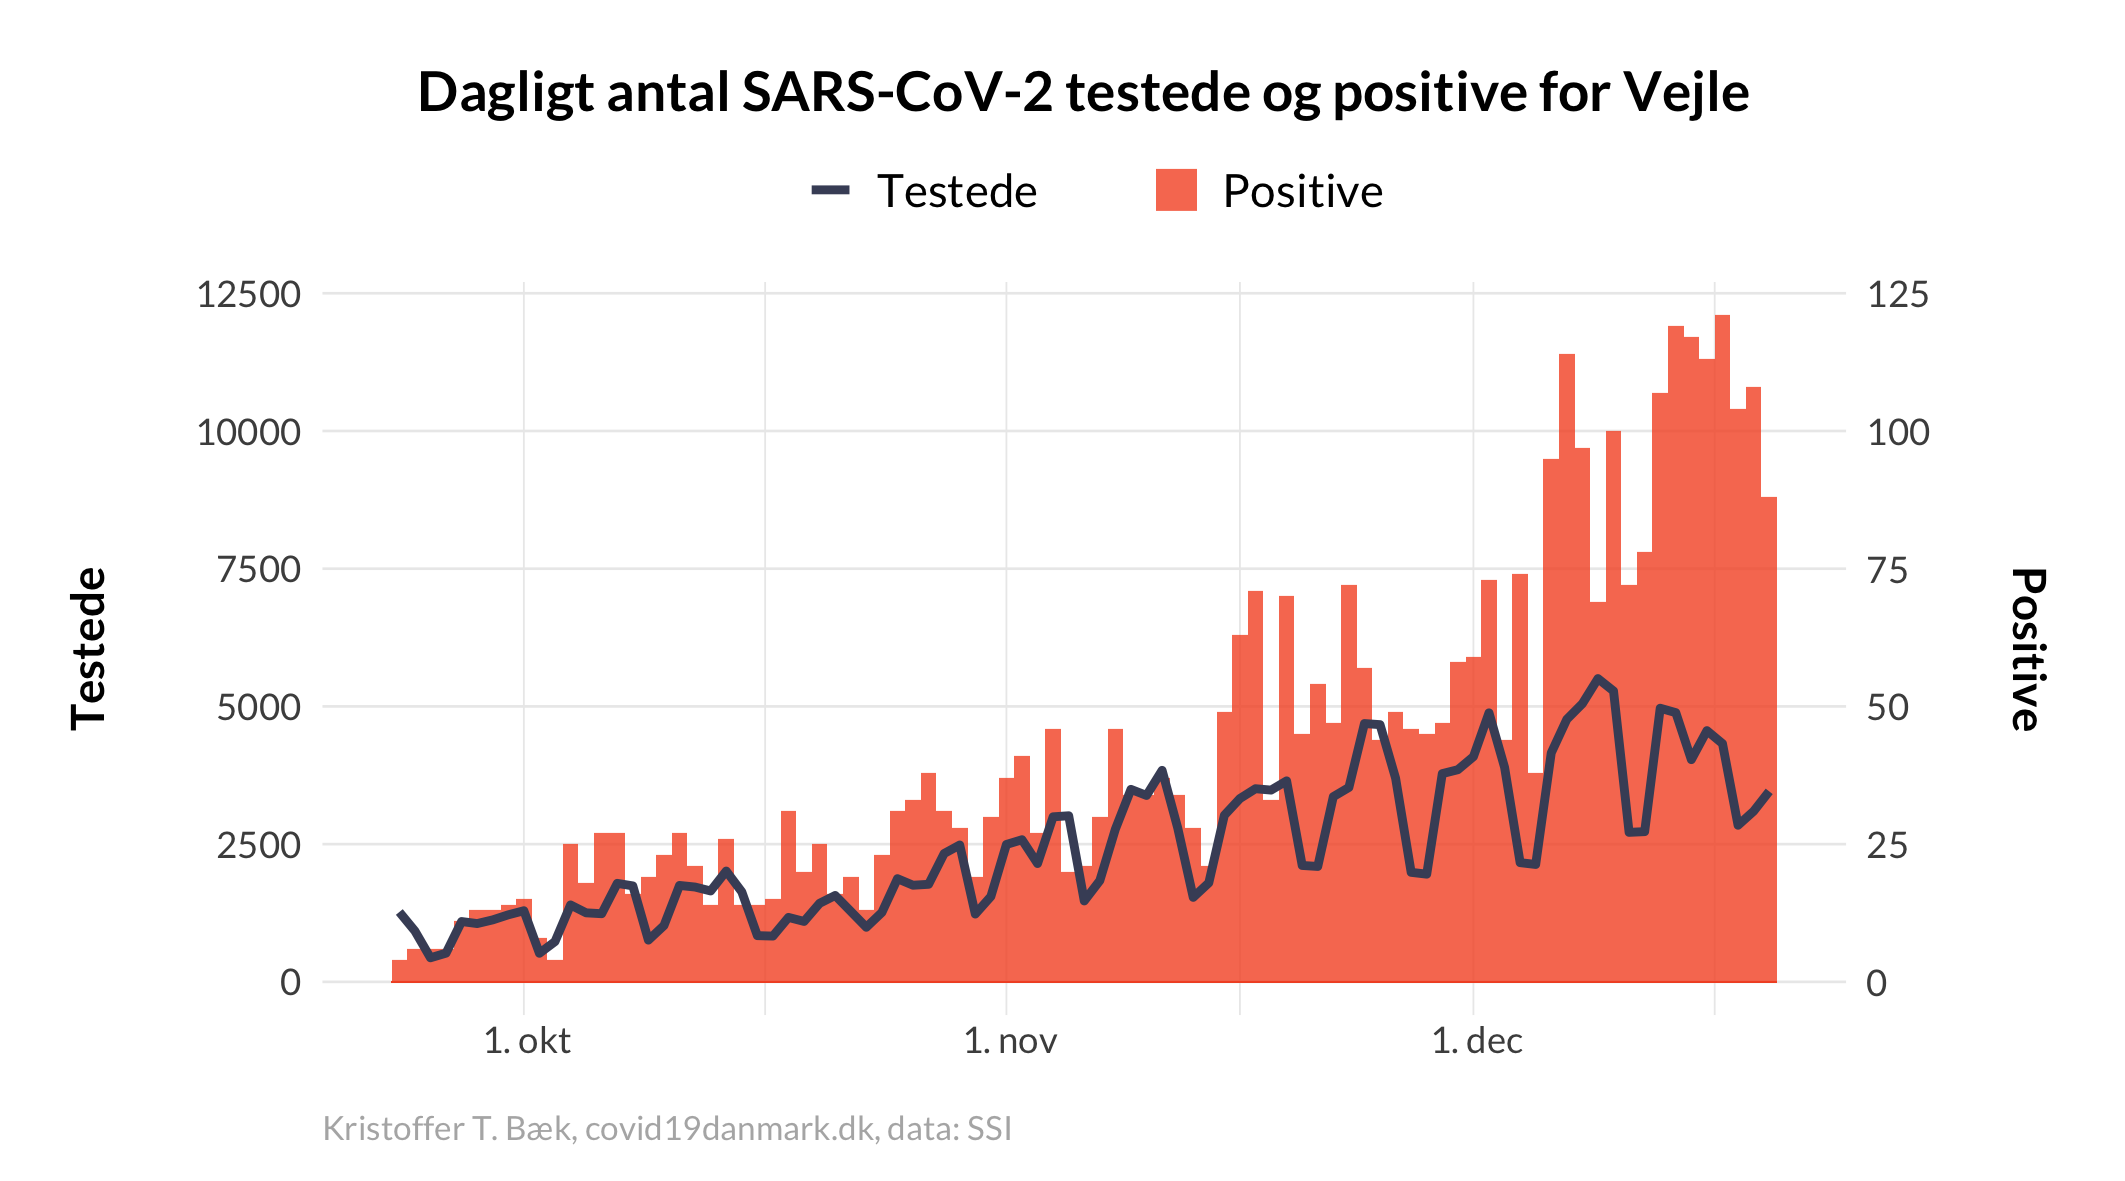 Dagligt antal SARS-CoV-2 testede og positive for Vejle
Testede
Positive
12500
10000
7500
5000
2500
0
Testede
125
100
75
50
25
0
Positive
1. okt
1. nov
1. dec
Kristoffer T. Bæk, covid19danmark.dk, data: SSI